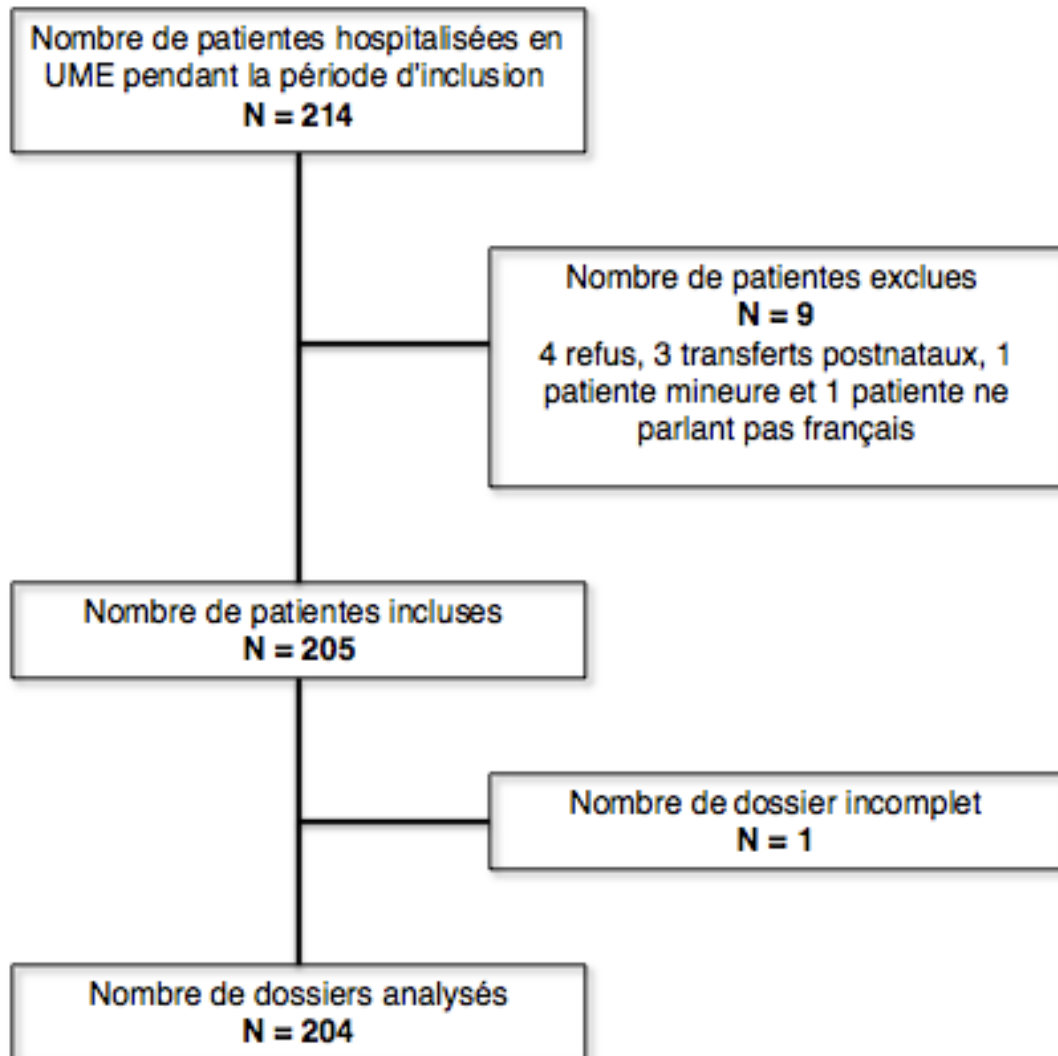 Nombre de patientes hospitalisées en
UME pendant la période d'inclusion
N = 214
Nombre de patientes exclues
N = 9
4 refus, 3 transferts postnataux, 1
patiente mineure et 1 patiente ne
parlant pas français
Nombre de patientes incluses
N = 205
Nombre de dossier incomplet
N = 1
Nombre de dossiers analysés
N = 204